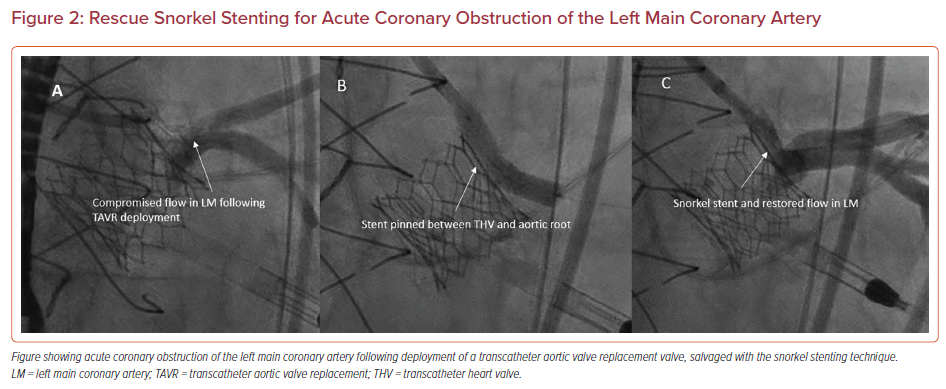 Figure 2: Rescue Snorkel Stenting for Acute Coronary Obstruction of the Left Main Coronary Artery
A
Compromised flow in LM following
TAVR deployment
B
Stent pinned between THV and aortic root
C
Snorkel stent and restored flow in LM
Figure showing acute coronary obstruction of the left main coronary artery following deployment of a transcatheter aortic valve replacement valve, salvaged with the snorkel stenting technique.
LM = left main coronary artery; TAVR = transcatheter aortic valve replacement; THV = transcatheter heart valve.